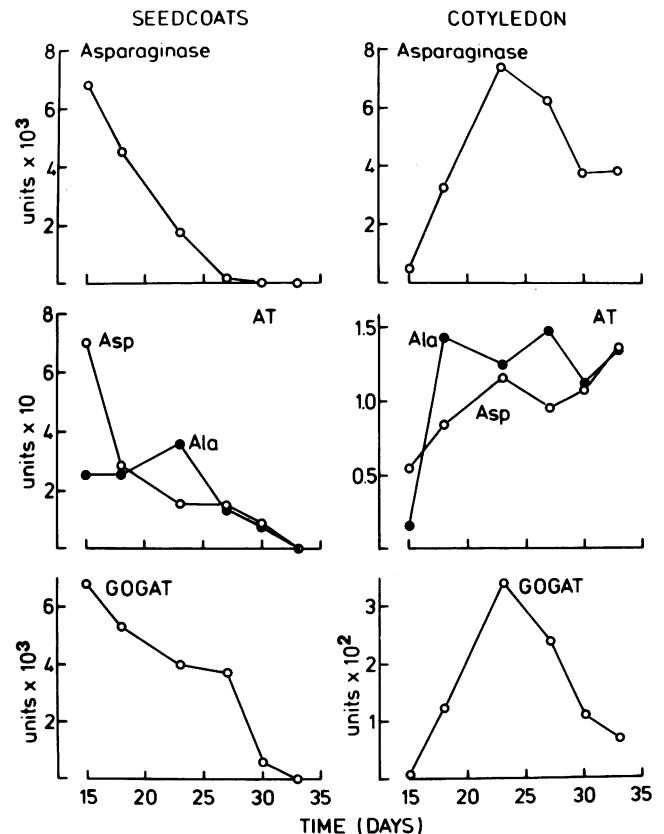 SEEDCOATS
COTYLEDON
Asparaginase
8
6
4
2
units x 10³
Asparaginase
8
6
4
2
AT
Asp
Ala
8
6
4
2
units x 10
AT
Ala
Asp
1.5
1.0
0.5
GOGAT
6
4
2
units x 10³
15 20 25 30 35
GOGAT
3
2
1
units x 10²
15 20 25 30 35
TIME (DAYS)